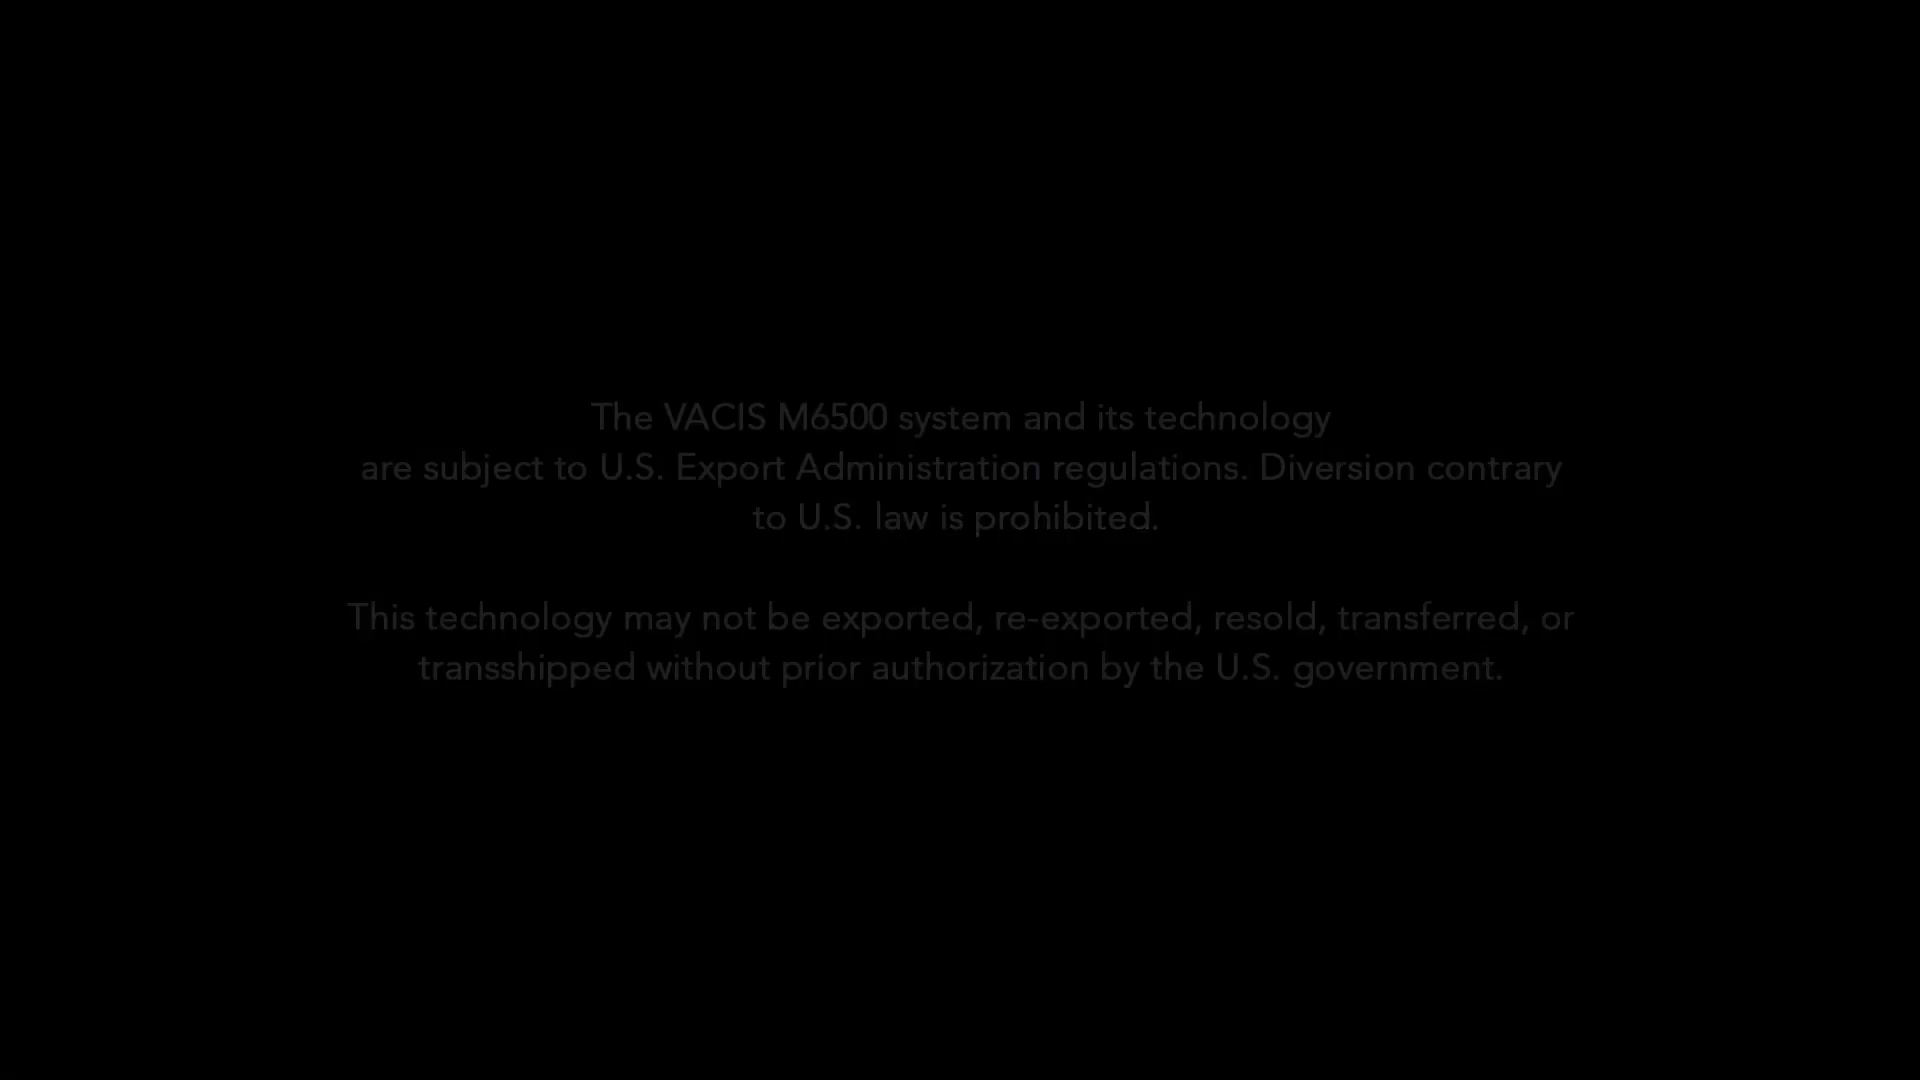 The VACIS M6500 system and its technology
are subject to U.S. Export Administration regulations. Diversion contrary
to U.S. law is prohibited.
This technology may not be exported, re-exported, resold, transferred, or
transshipped without prior authorization by the U.S. government.